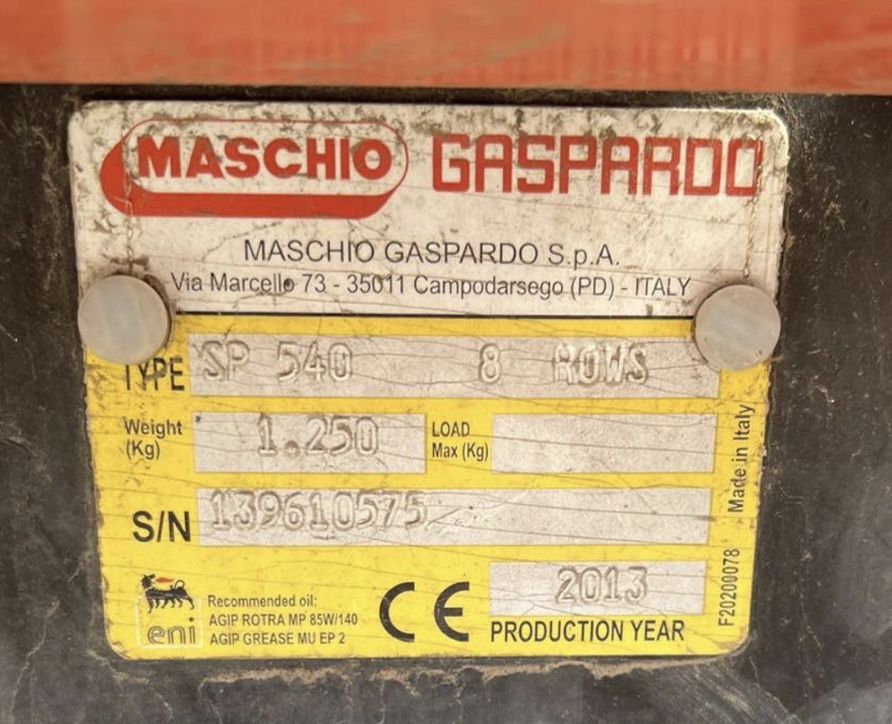 MASCHIO GASPARDO
MASCHIO GASPARDO S.p.A.
Via Marcello 73 - 35011 Campodarsego (PD) - ITALY
TYPE SP 540 8 ROWS
Weight (Kg) 1.250 LOAD Max (Kg)
S/N 139610575
Made in Italy
F20200078
eni
Recommended oil:
AGIP ROTRA MP 85W/140
AGIP GREASE MU EP 2
CE
2013
PRODUCTION YEAR